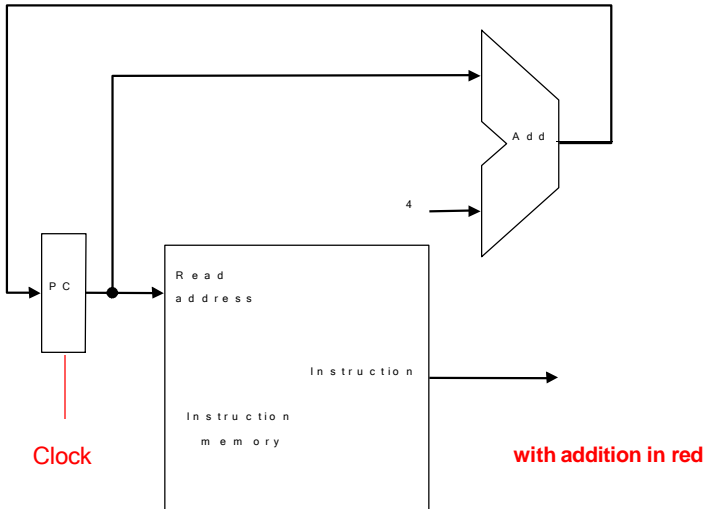 Add
4
PC
Read
address
Instruction
Instruction
memory
Clock
with addition in red